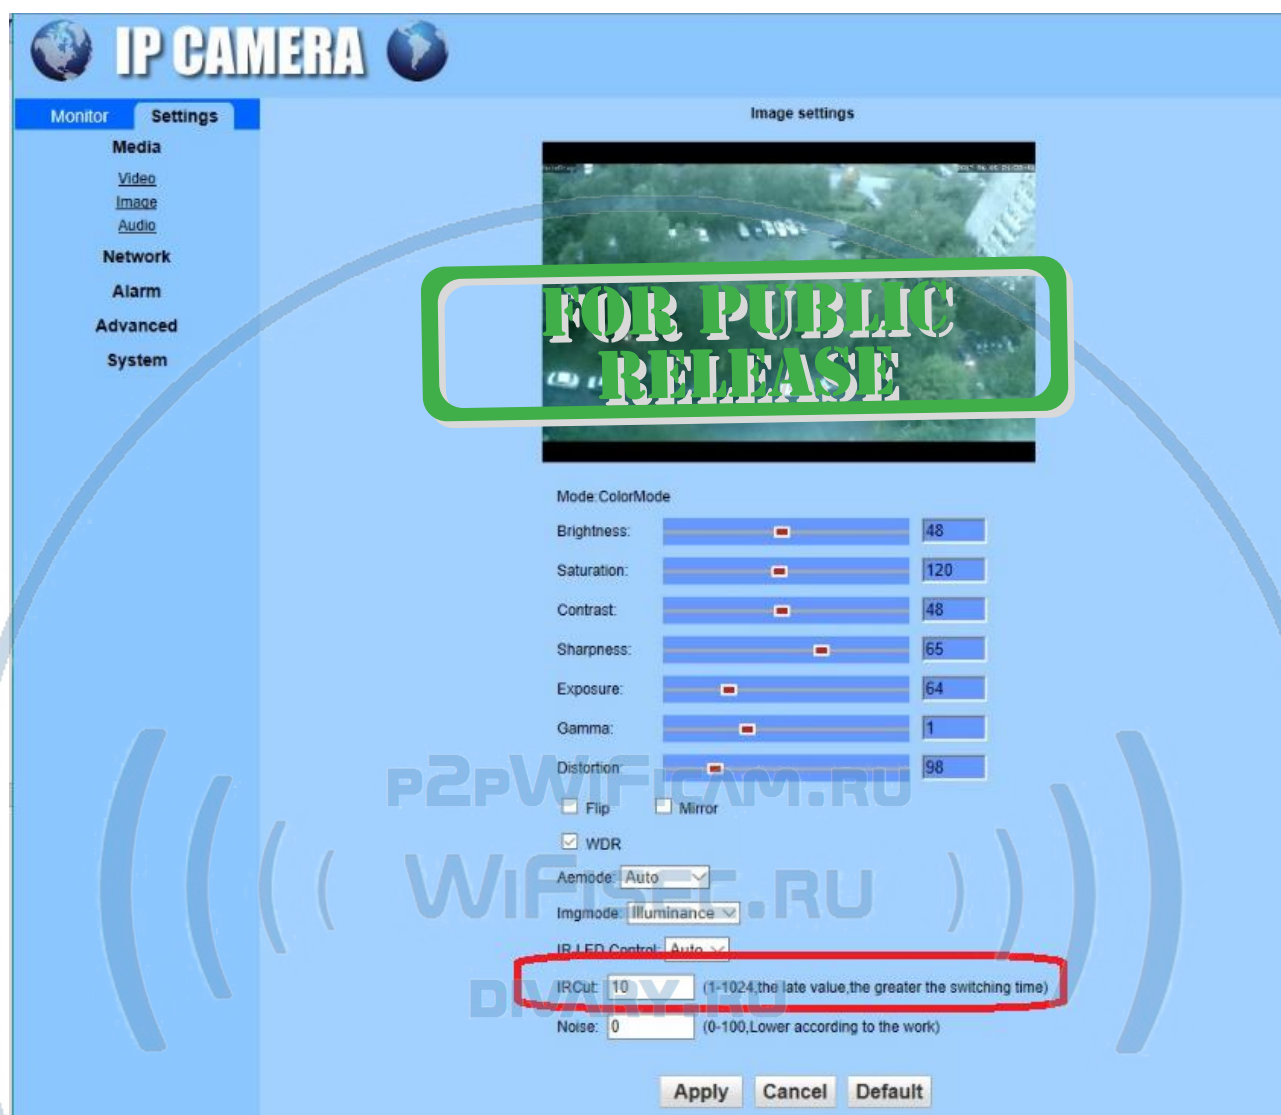 IP CAMERA
Monitor
Settings
Image settings
Media
Video
Image
Audio
Network
Alarm
Advanced
System
FOR PUBLIC
RELEASE
Mode:ColorMode
Brightness: 48
Saturation: 120
Contrast: 48
Sharpness: 65
Exposure: 64
Gamma: 1
Distortion: 98
P2PWIFICAM.RU
Flip Mirror
WDR
Aemode: Auto
WIFISEC.RU
Imgmode: Illuminance
IR LED Control: Auto
IRCut: 10 (1-1024,the late value,the greater the switching time)
DIVARY.RU
Noise: 0 (0-100,Lower according to the work)
Apply Cancel Default